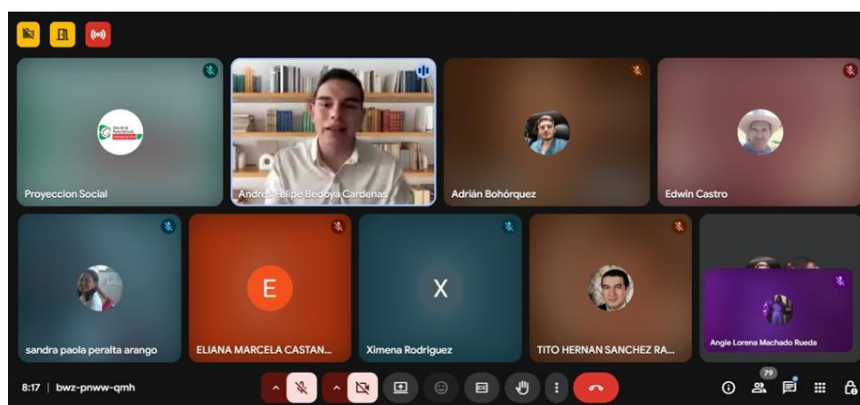 Proyeccion Social
Andres Felipe Bedoya Cardenas
Adrián Bohórquez
Edwin Castro
sandra paola peralta arango
E
ELIANA MARCELA CASTAN...
X
Ximena Rodriguez
TITO HERNAN SANCHEZ RA...
Angie Lorena Machado Rueda
8:17 | bwz-pnww-qmh
79